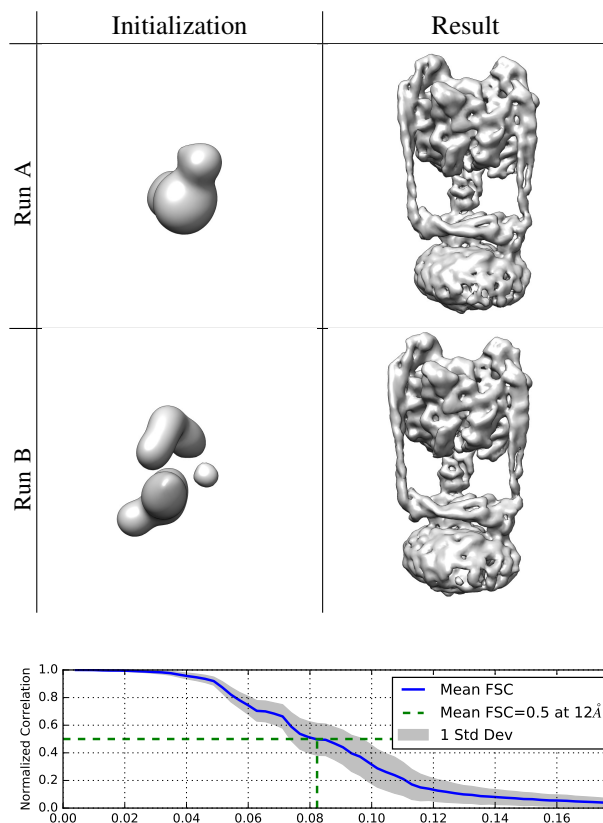 Initialization Result
Run A
Run B
Normalized Correlation
1.0
0.8
0.6
0.4
0.2
0.0
Mean FSC
Mean FSC=0.5 at 12Å
1 Std Dev
0.00 0.02 0.04 0.06 0.08 0.10 0.12 0.14 0.16